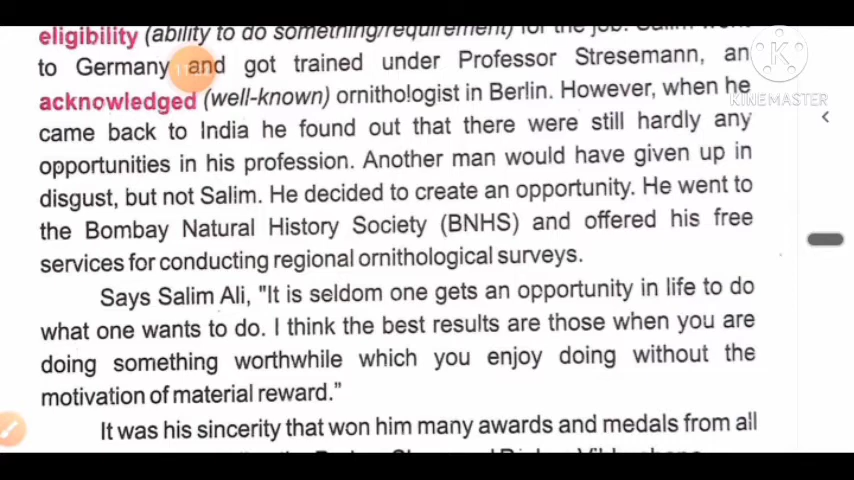 eligibility (ability to do something/requirement) for the job. Salim went
to Germany and got trained under Professor Stresemann, an
acknowledged (well-known) ornithologist in Berlin. However, when he
came back to India he found out that there were still hardly any
opportunities in his profession. Another man would have given up in
disgust, but not Salim. He decided to create an opportunity. He went to
the Bombay Natural History Society (BNHS) and offered his free
services for conducting regional ornithological surveys.
Says Salim Ali, "It is seldom one gets an opportunity in life to do
what one wants to do. I think the best results are those when you are
doing something worthwhile which you enjoy doing without the
motivation of material reward."
It was his sincerity that won him many awards and medals from all
KINEMASTER